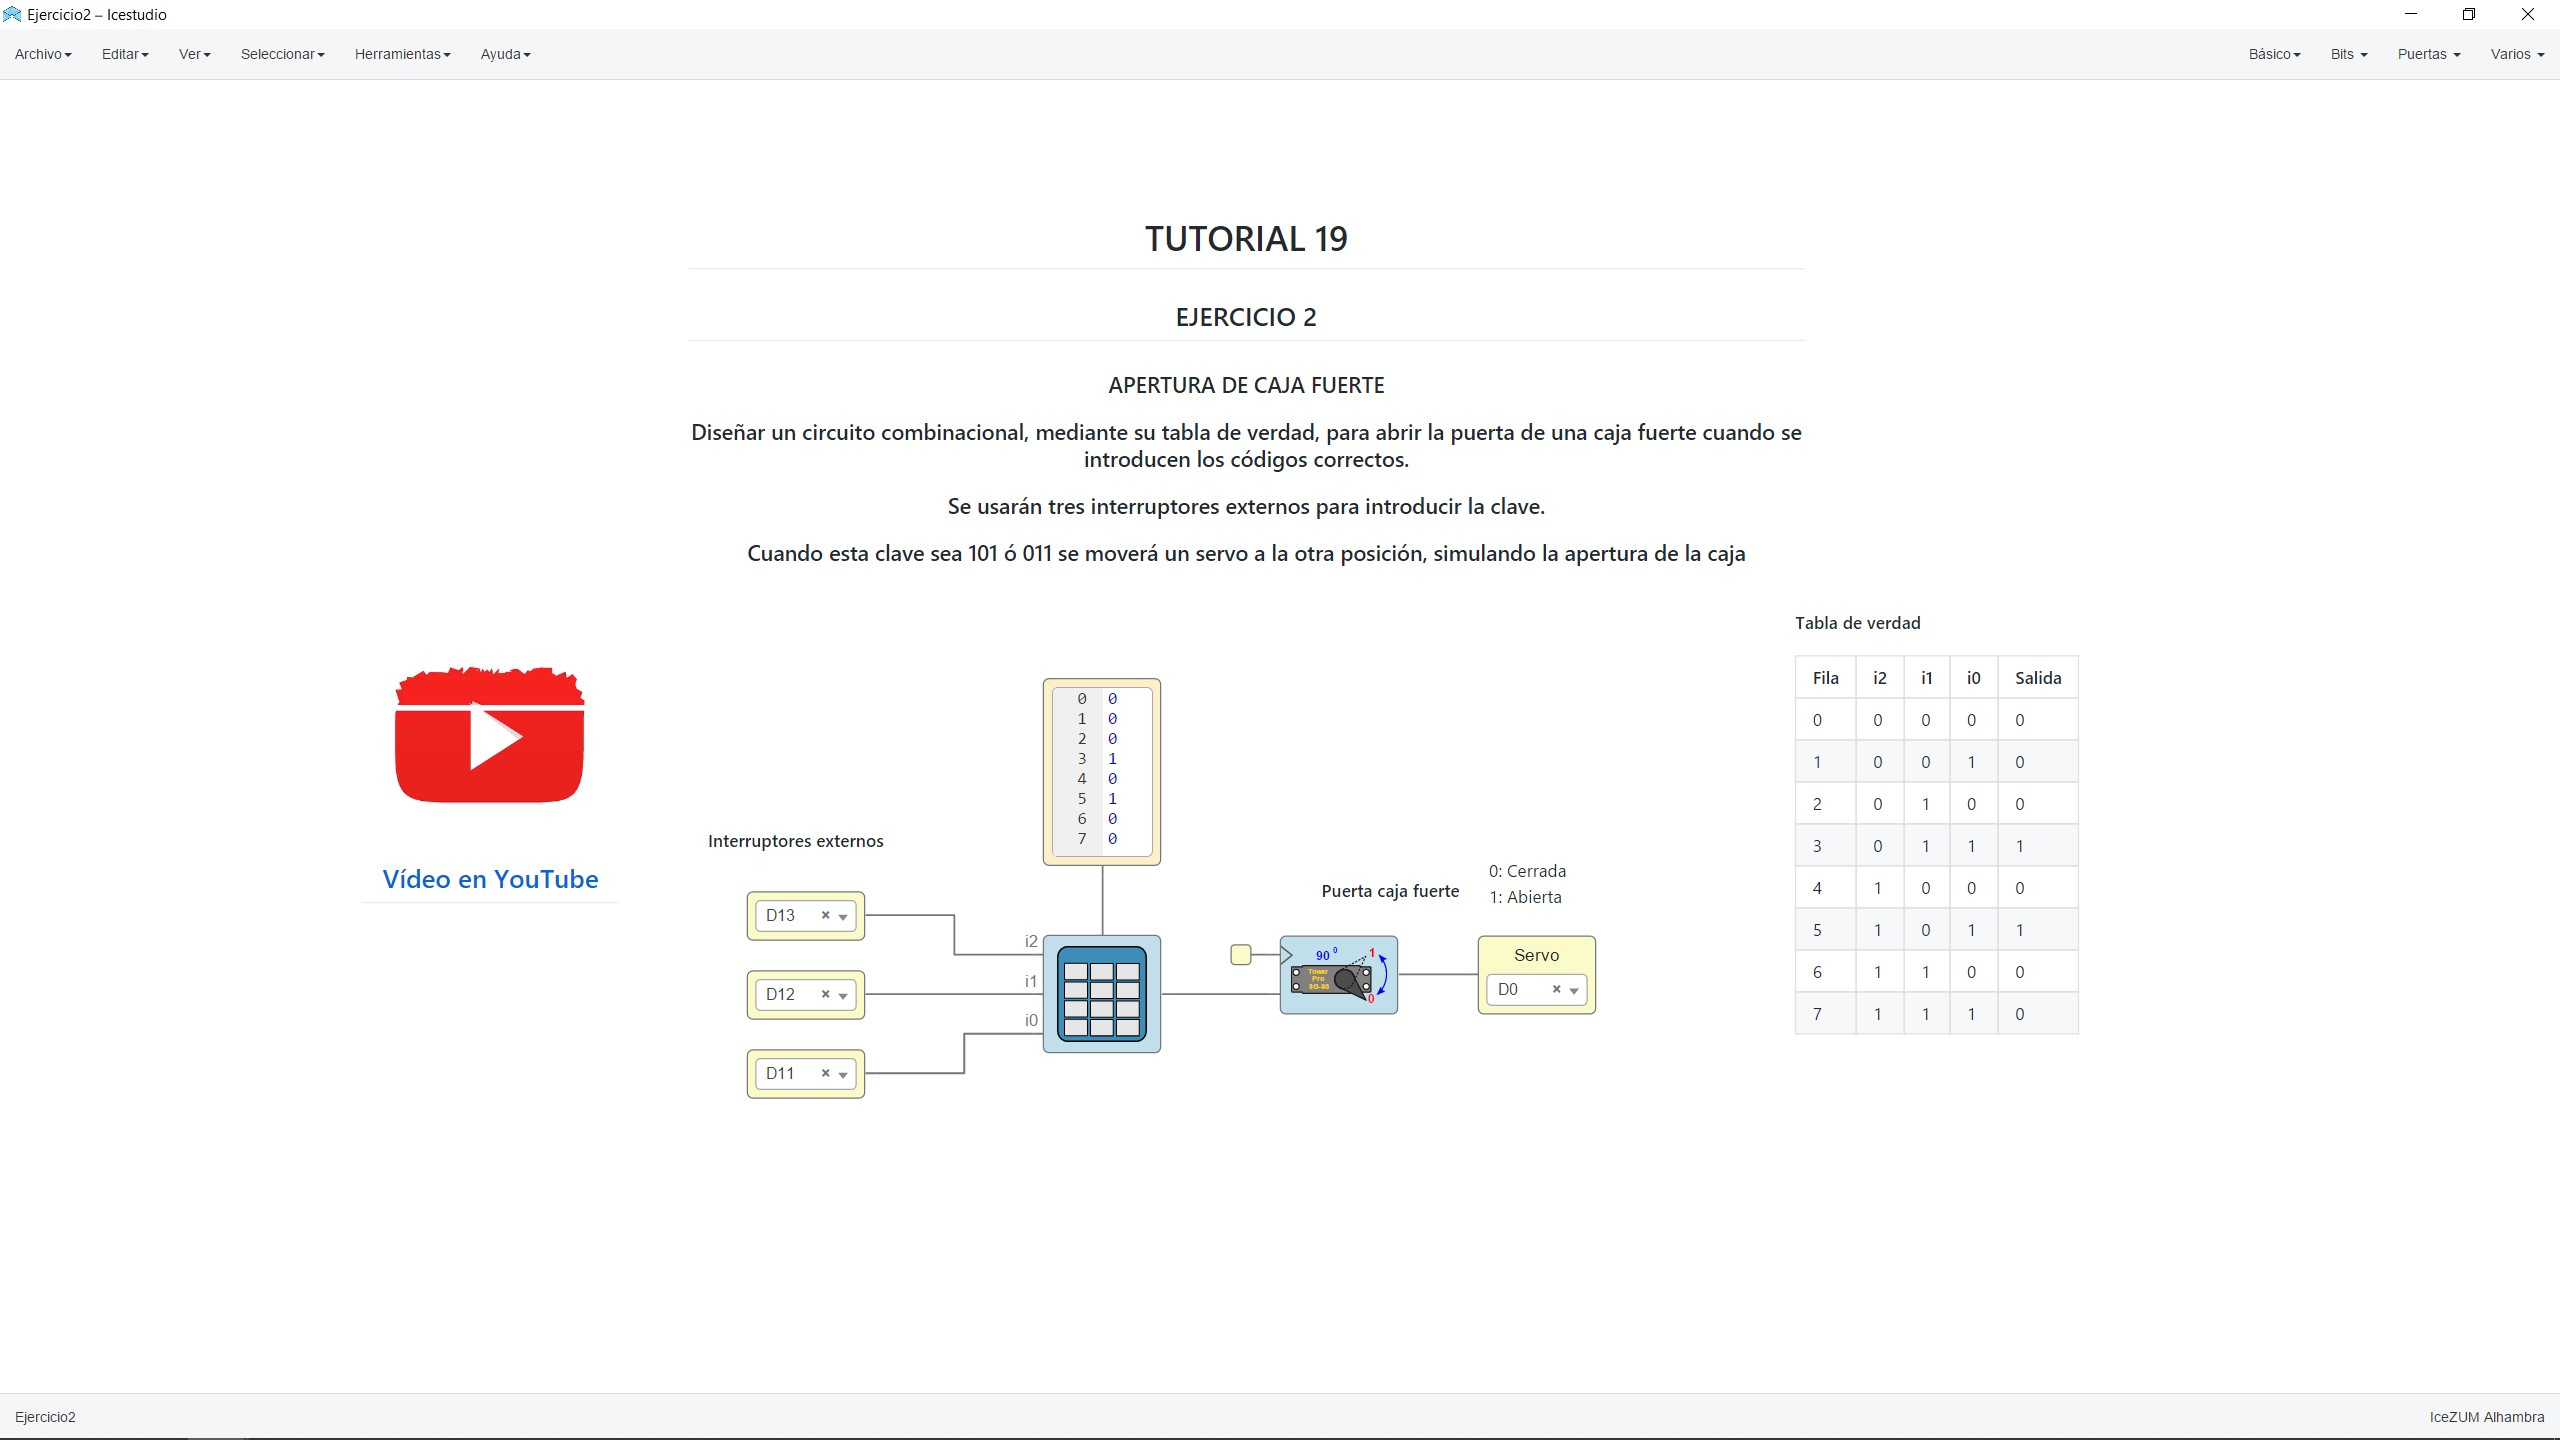 Ejercicio2 – Icestudio
Archivo Editar Ver Seleccionar Herramientas Ayuda Básico Bits Puertas Varios
TUTORIAL 19
EJERCICIO 2
APERTURA DE CAJA FUERTE
Diseñar un circuito combinacional, mediante su tabla de verdad, para abrir la puerta de una caja fuerte cuando se
introducen los códigos correctos.
Se usarán tres interruptores externos para introducir la clave.
Cuando esta clave sea 101 ó 011 se moverá un servo a la otra posición, simulando la apertura de la caja
Vídeo en YouTube
Interruptores externos
D13
D12
D11
0 0
1 0
2 0
3 1
4 0
5 1
6 0
7 0
i2
i1
i0
Puerta caja fuerte
0: Cerrada
1: Abierta
90 0
1
Tower
Pro
SG-90
0
Servo
D0
Tabla de verdad
Fila i2 i1 i0 Salida
0 0 0 0 0
1 0 0 1 0
2 0 1 0 0
3 0 1 1 1
4 1 0 0 0
5 1 0 1 1
6 1 1 0 0
7 1 1 1 0
Ejercicio2
IceZUM Alhambra